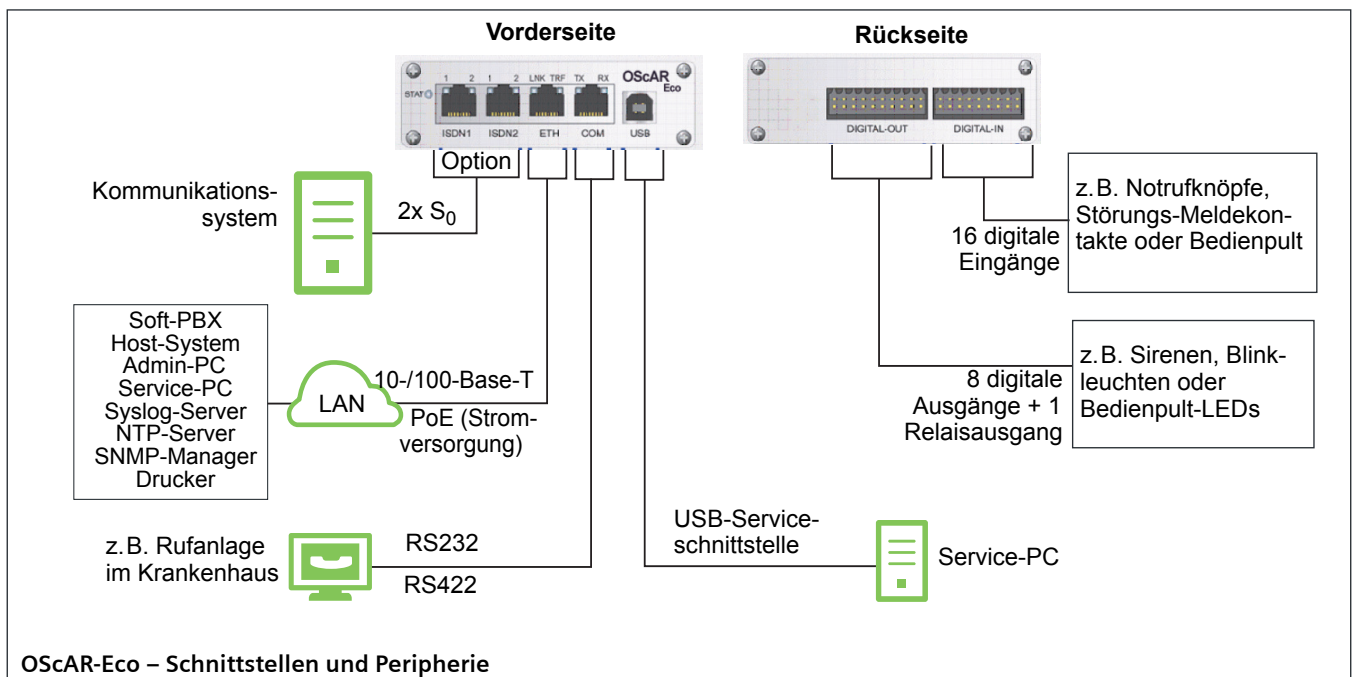 Vorderseite
Rückseite
1 2 1 2 LNK TRF TX RX OScAR
Eco
STAT
ISDN1 ISDN2 ETH COM USB
DIGITAL-OUT DIGITAL-IN
Option
Kommunikations-
system
2x S0
16 digitale
Eingänge
z.B. Notrufknöpfe,
Störungs-Meldekon-
takte oder Bedienpult
Soft-PBX
Host-System
Admin-PC
Service-PC
Syslog-Server
NTP-Server
SNMP-Manager
Drucker
LAN
10-/100-Base-T
PoE (Strom-
versorgung)
8 digitale
Ausgänge + 1
Relaisausgang
z.B. Sirenen, Blink-
leuchten oder
Bedienpult-LEDs
z.B. Rufanlage
im Krankenhaus
RS232
RS422
USB-Service-
schnittstelle
Service-PC
OScAR-Eco – Schnittstellen und Peripherie